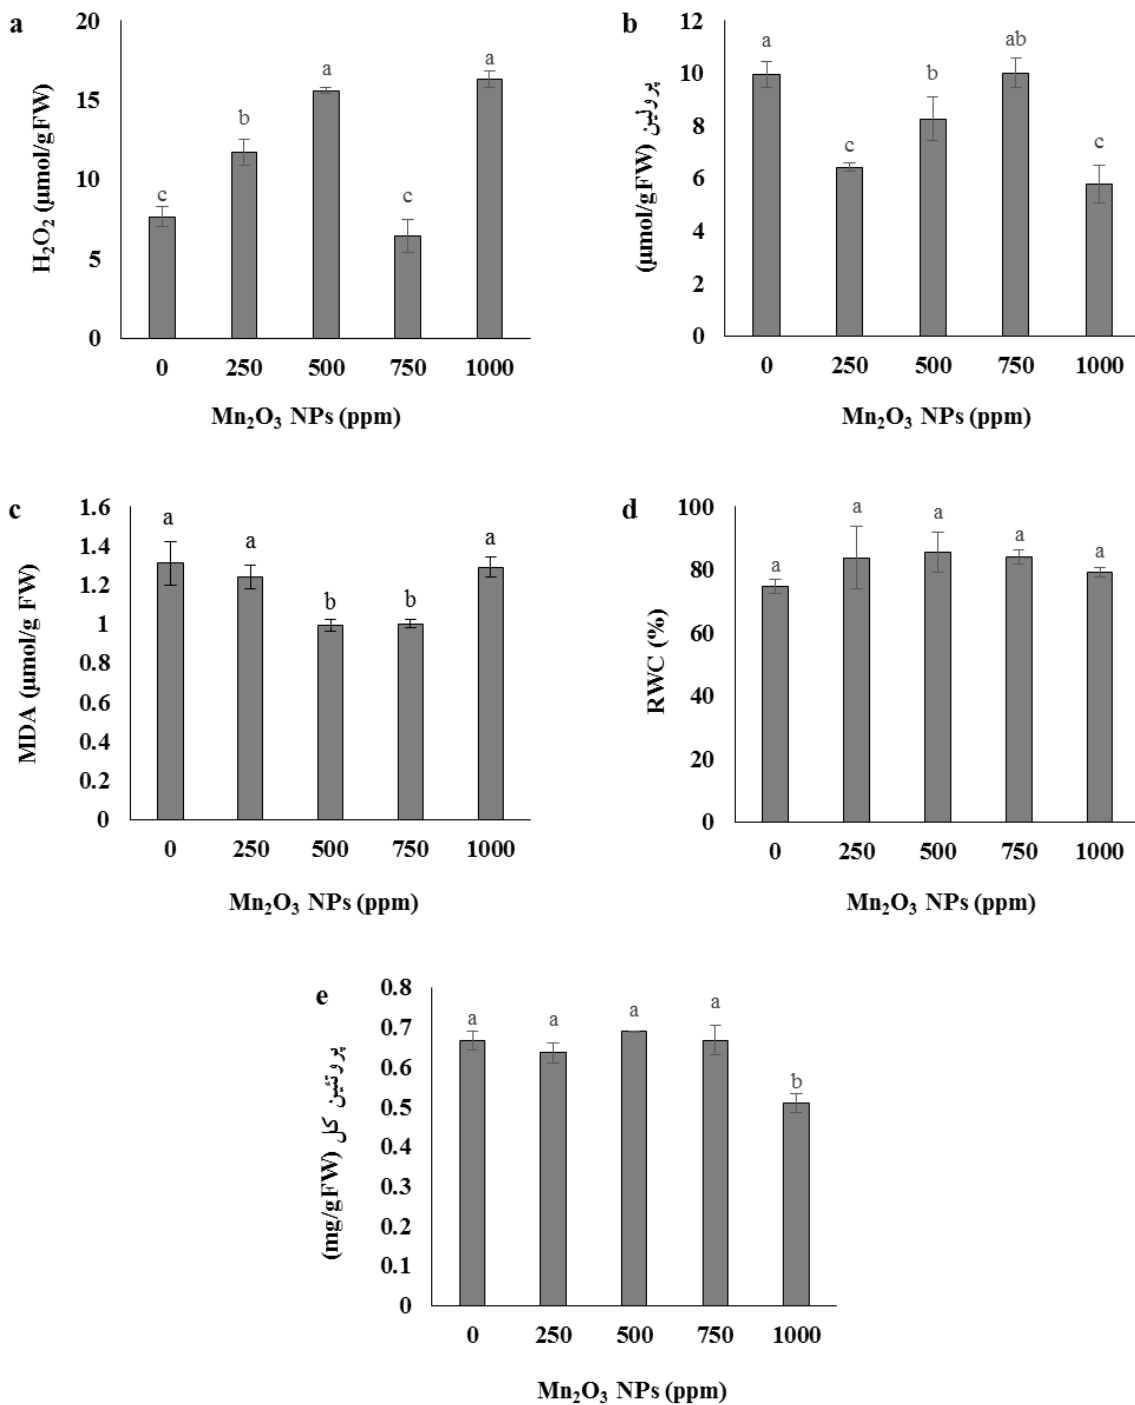 a
H₂O₂ (µmol/gFW)
20
15
10
5
0
c
b
a
c
a
0 250 500 750 1000
Mn₂O₃ NPs (ppm)
b
پرولین (µmol/gFW)
12
10
8
6
4
2
0
a
c
b
ab
c
0 250 500 750 1000
Mn₂O₃ NPs (ppm)
c
MDA (µmol/g FW)
1.6
1.4
1.2
1
0.8
0.6
0.4
0.2
0
a
a
b
b
a
0 250 500 750 1000
Mn₂O₃ NPs (ppm)
d
RWC (%)
100
80
60
40
20
0
a
a
a
a
a
0 250 500 750 1000
Mn₂O₃ NPs (ppm)
e
پروتئین کل (mg/gFW)
0.8
0.7
0.6
0.5
0.4
0.3
0.2
0.1
0
a
a
a
a
b
0 250 500 750 1000
Mn₂O₃ NPs (ppm)